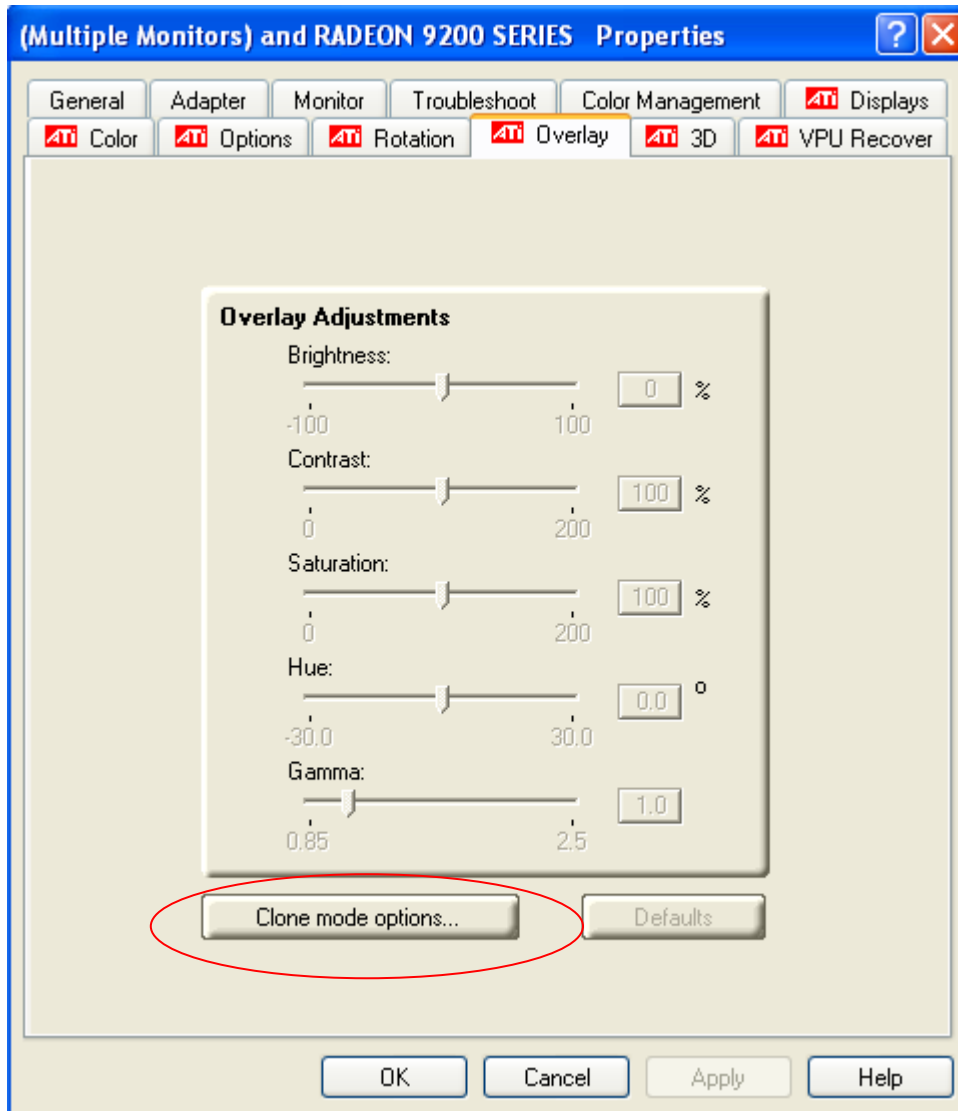 (Multiple Monitors) and RADEON 9200 SERIES Properties ?
General Adapter Monitor Troubleshoot Color Management ATI Displays
ATI Color ATI Options ATI Rotation ATI Overlay ATI 3D ATI VPU Recover
Overlay Adjustments
Brightness:
0 %
-100 100
Contrast:
100 %
0 200
Saturation:
100 %
0 200
Hue:
0.0 °
-30.0 30.0
Gamma:
1.0
0.85 2.5
Clone mode options... Defaults
OK Cancel Apply Help